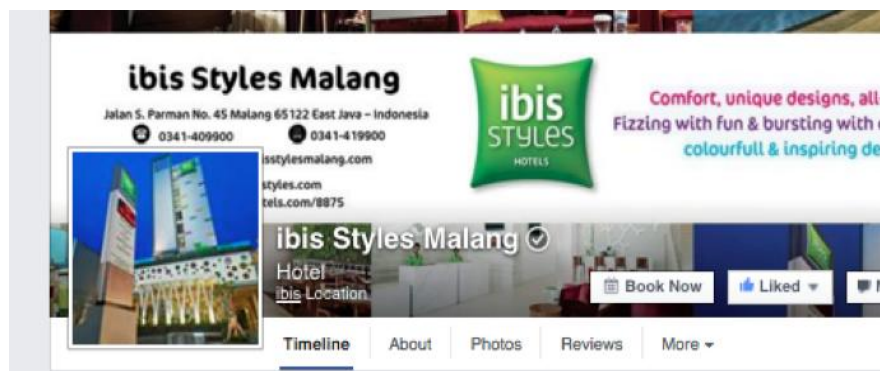 ibis Styles Malang
Jalan S. Parman No. 45 Malang 65122 East Java – Indonesia
0341-409900 0341-419900
isstylesmalang.com
styles.com
tels.com/8875
ibis
STYLES
HOTELS
Comfort, unique designs, all
Fizzing with fun & bursting with
colourfull & inspiring de
ibis Styles Malang
Hotel
ibis Location
Book Now
Liked
Timeline About Photos Reviews More